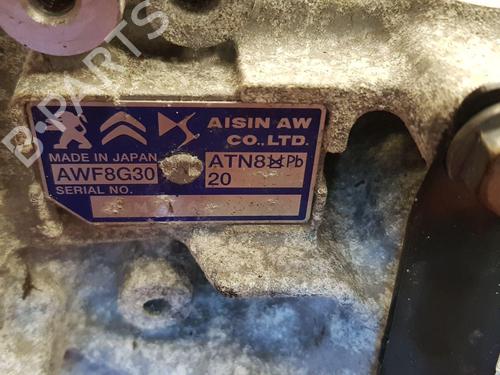 B-PARTS
AISIN AW
CO.,LTD.
MADE IN JAPAN
AWF8G30
ATN8 Pb
20
SERIAL NO.